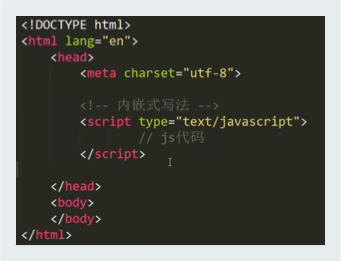 <!DOCTYPE html>
<html lang="en">
<head>
<meta charset="utf-8">
<!-- 内嵌式写法 -->
<script type="text/javascript">
// js代码
</script>
</head>
<body>
</body>
</html>